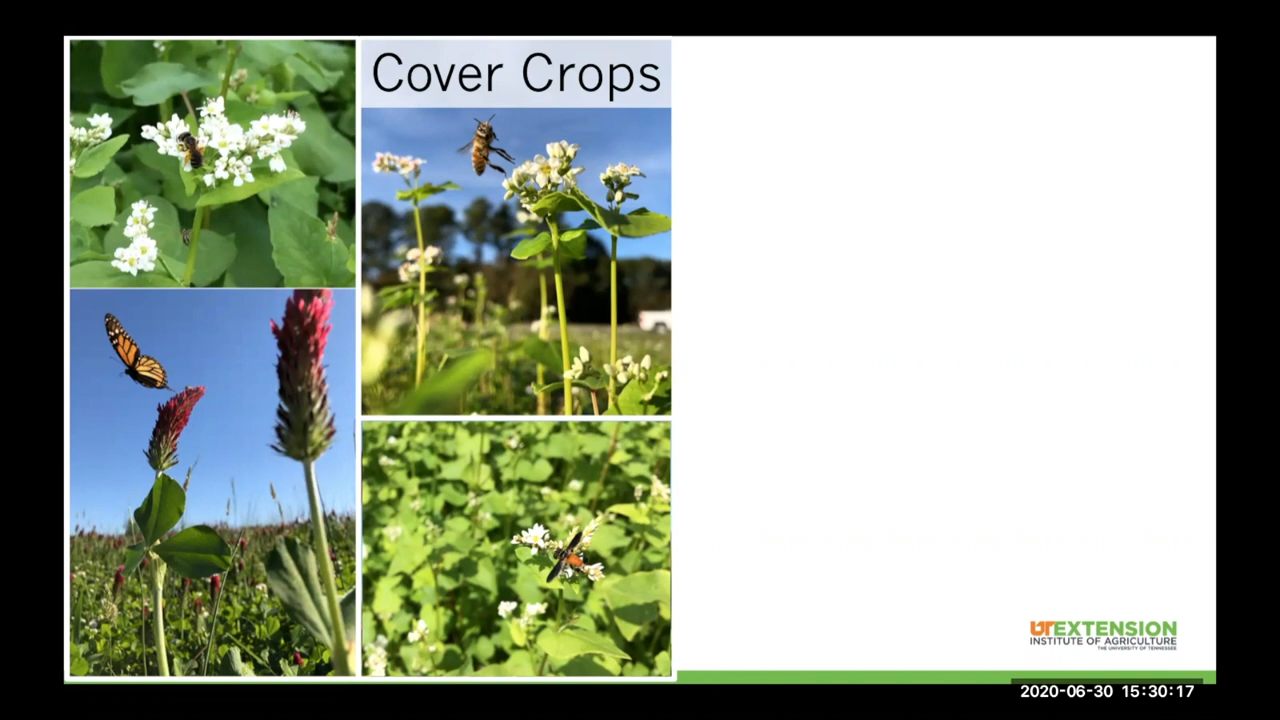 Cover Crops
UTEXTENSION
INSTITUTE OF AGRICULTURE
THE UNIVERSITY OF TENNESSEE
2020-06-30 15:30:17